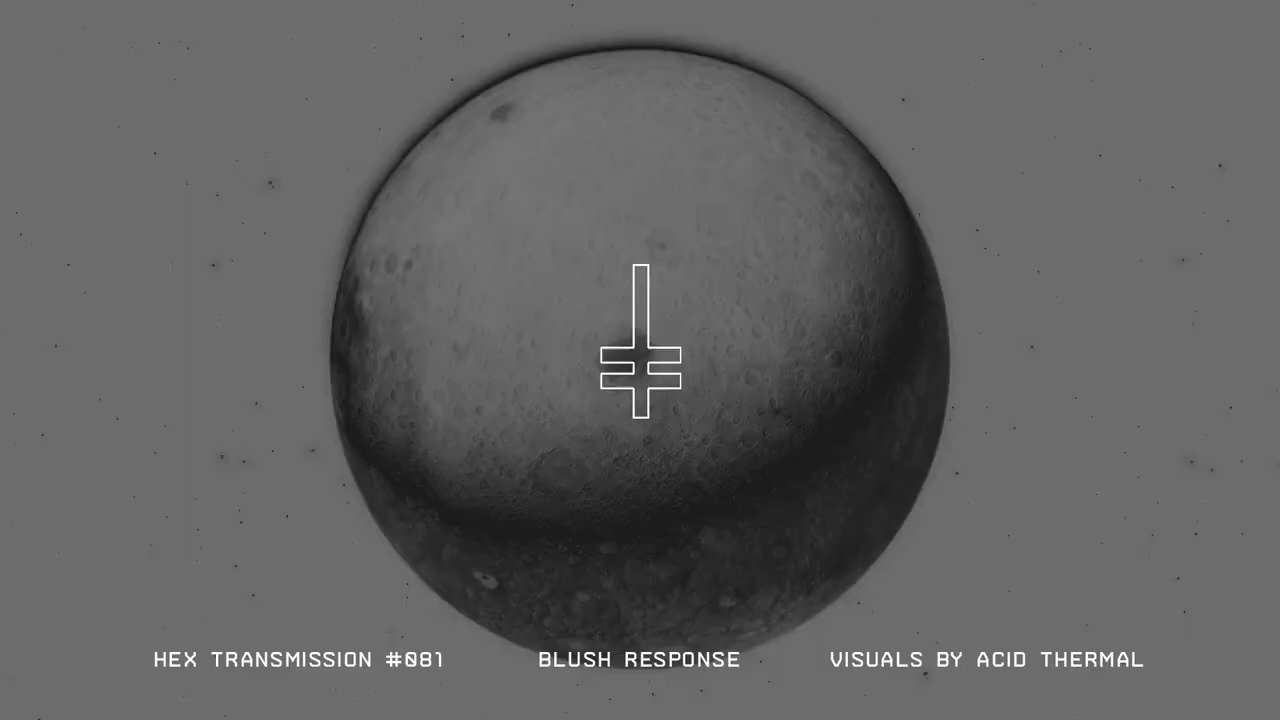 HEX TRANSMISSION #081
BLUSH RESPONSE
VISUALS BY ACID THERMAL